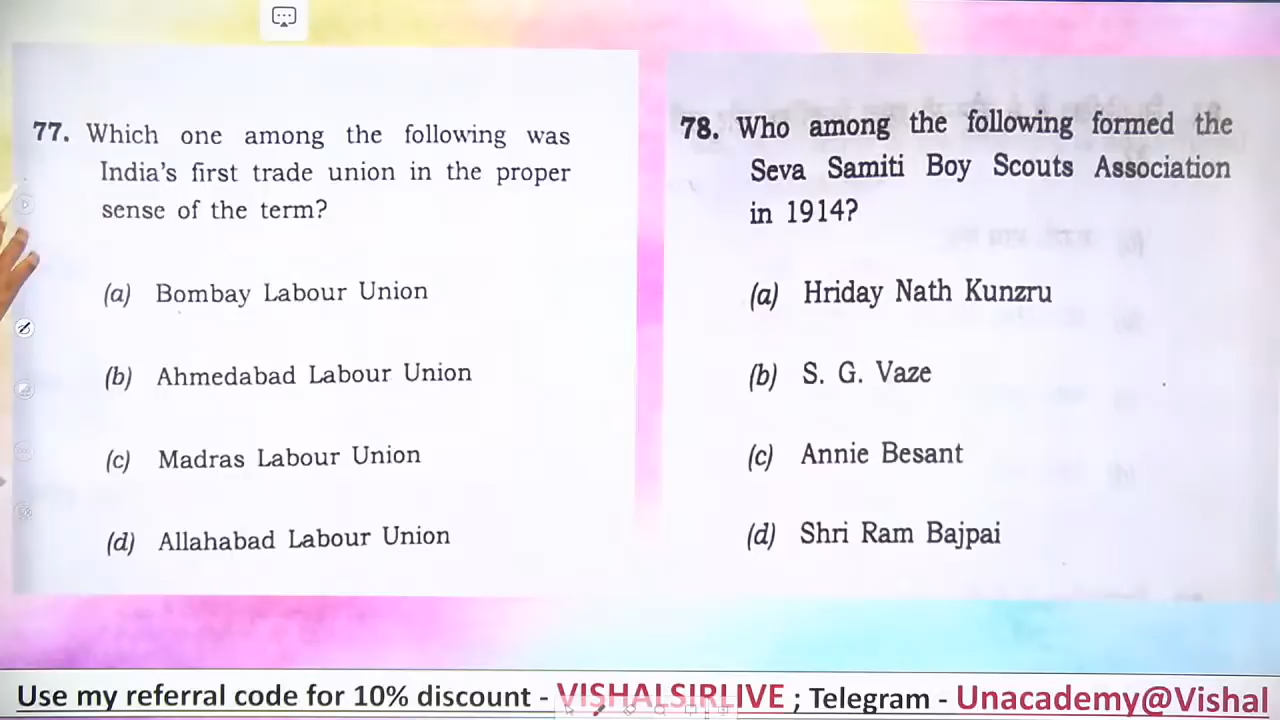 77. Which one among the following was
India's first trade union in the proper
sense of the term?
(a) Bombay Labour Union
(b) Ahmedabad Labour Union
(c) Madras Labour Union
(d) Allahabad Labour Union
78. Who among the following formed the
Seva Samiti Boy Scouts Association
in 1914?
(a) Hriday Nath Kunzru
(b) S. G. Vaze
(c) Annie Besant
(d) Shri Ram Bajpai
Use my referral code for 10% discount - VISHALSIRLIVE ; Telegram - Unacademy@Vishal